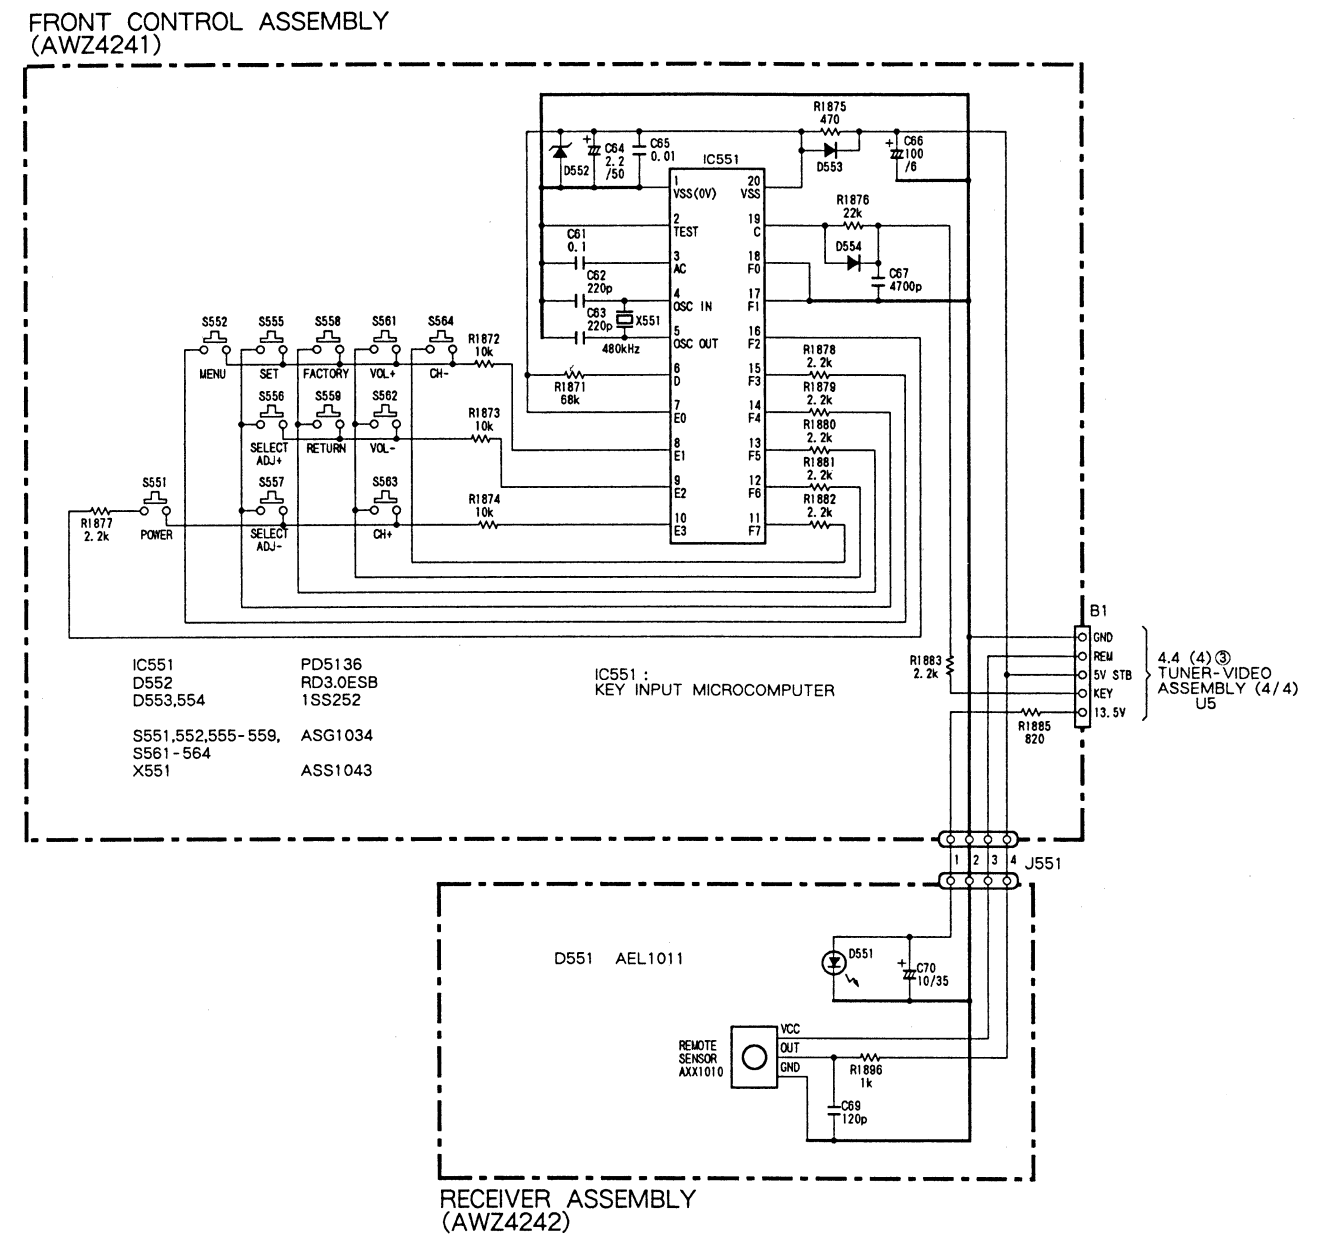 FRONT CONTROL ASSEMBLY
(AWZ4241)
R1875
470
C66
100
/6
D553
C64
2.2
/50
C65
0.01
D552
IC551
1
VSS(0V)
2
TEST
3
AC
4
OSC IN
5
OSC OUT
6
D
7
E0
8
E1
9
E2
10
E3
20
VSS
19
C
18
F0
17
F1
16
F2
15
F3
14
F4
13
F5
12
F6
11
F7
R1876
22k
D554
C67
4700p
C61
0.1
C62
220p
C63
220p
X551
480kHz
R1871
68k
R1878
2.2k
R1879
2.2k
R1880
2.2k
R1881
2.2k
R1882
2.2k
S552
MENU
S555
SET
S558
FACTORY
S561
VOL+
S564
CH-
R1872
10k
S556
SELECT
ADJ+
S559
RETURN
S562
VOL-
R1873
10k
S551
POWER
S557
SELECT
ADJ-
S563
CH+
R1874
10k
R1877
2.2k
IC551 PD5136
D552 RD3.0ESB
D553,554 1SS252
S551,552,555-559, ASG1034
S561-564
X551 ASS1043
IC551 :
KEY INPUT MICROCOMPUTER
R1883
2.2k
R1885
820
B1
GND
REM
5V STB
KEY
13.5V
4.4 (4)③
TUNER-VIDEO
ASSEMBLY (4/4)
U5
1 2 3 4 J551
D551 AEL1011
D551
C70
10/35
REMOTE
SENSOR
AXX1010
VCC
OUT
GND
R1896
1k
C69
120p
RECEIVER ASSEMBLY
(AWZ4242)